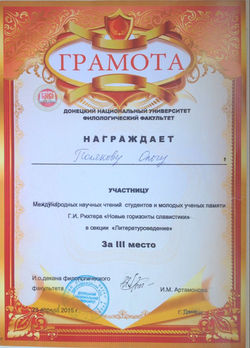 ГРАМОТА
ДОНЕЦКИЙ НАЦИОНАЛЬНЫЙ УНИВЕРСИТЕТ
ФИЛОЛОГИЧЕСКИЙ ФАКУЛЬТЕТ
НАГРАЖДАЕТ
Полякову Ольгу
УЧАСТНИЦУ
Международных научных чтений студентов и молодых ученых памяти
Г.И. Рихтера «Новые горизонты славистики»
в секции «Литературоведение»
За III место
И.о.декана филологического
факультета И.М. Артамонова
2015 г. г. Донецк